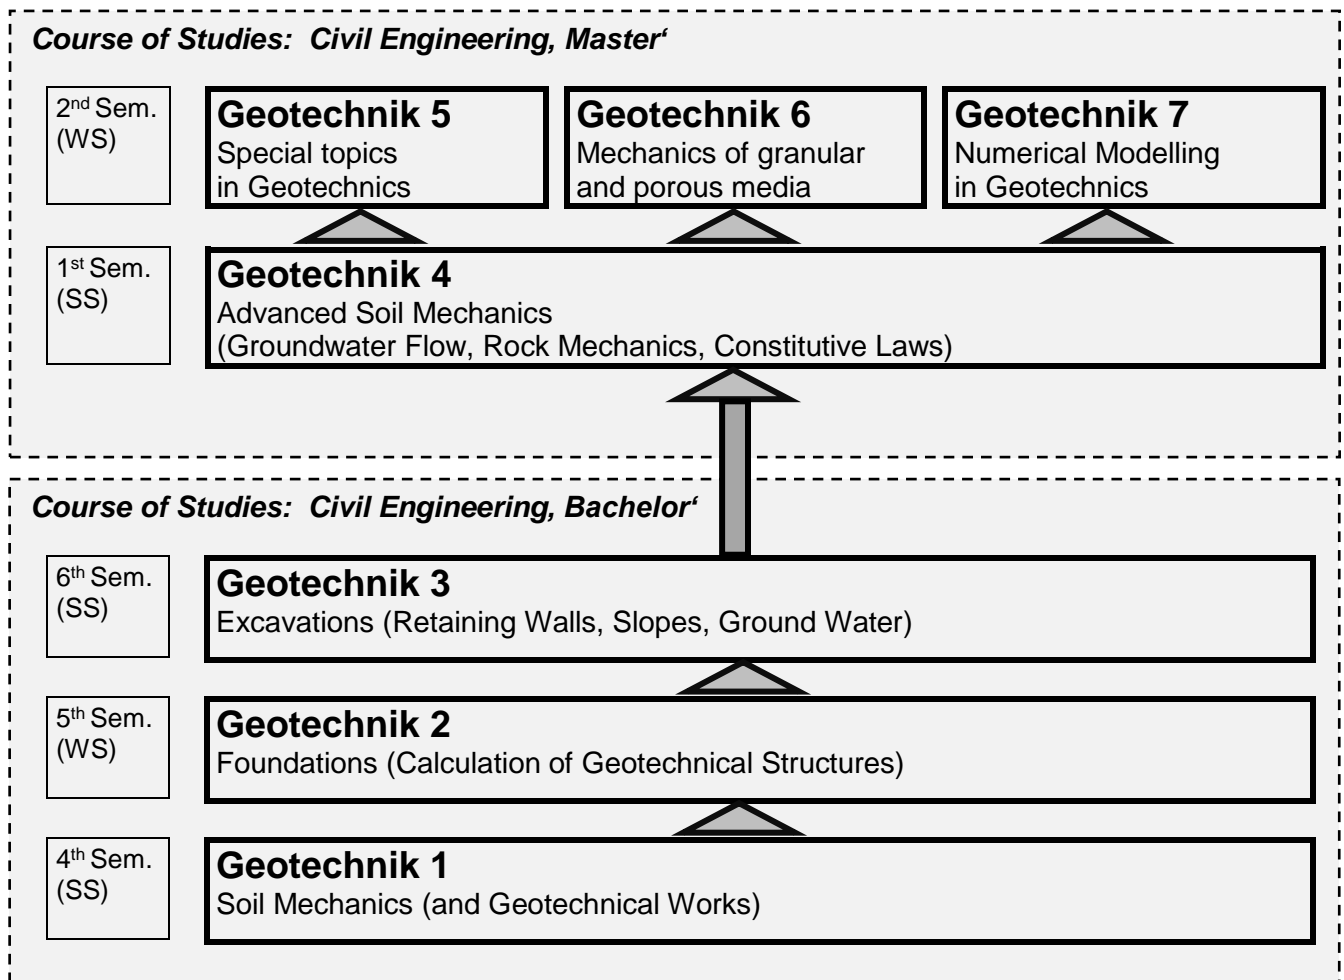 Course of Studies: Civil Engineering, Master‘
2nd Sem.
(WS)
Geotechnik 5
Special topics
in Geotechnics
Geotechnik 6
Mechanics of granular
and porous media
Geotechnik 7
Numerical Modelling
in Geotechnics
1st Sem.
(SS)
Geotechnik 4
Advanced Soil Mechanics
(Groundwater Flow, Rock Mechanics, Constitutive Laws)
Course of Studies: Civil Engineering, Bachelor‘
6th Sem.
(SS)
Geotechnik 3
Excavations (Retaining Walls, Slopes, Ground Water)
5th Sem.
(WS)
Geotechnik 2
Foundations (Calculation of Geotechnical Structures)
4th Sem.
(SS)
Geotechnik 1
Soil Mechanics (and Geotechnical Works)